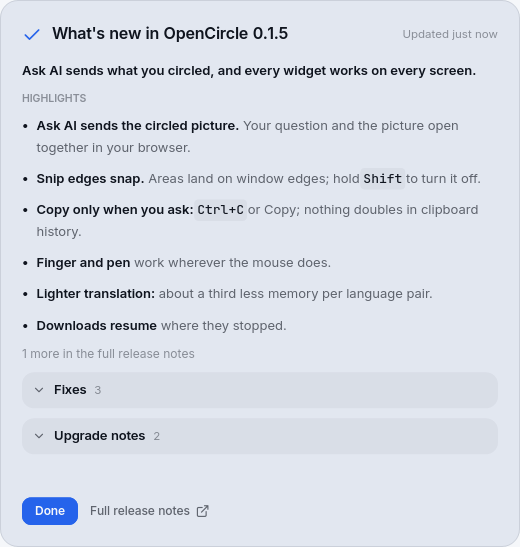 What's new in OpenCircle 0.1.5
Updated just now
Ask AI sends what you circled, and every widget works on every screen.
HIGHLIGHTS
• Ask AI sends the circled picture. Your question and the picture open
together in your browser.
• Snip edges snap. Areas land on window edges; hold Shift to turn it off.
• Copy only when you ask: Ctrl+C or Copy; nothing doubles in clipboard
history.
• Finger and pen work wherever the mouse does.
• Lighter translation: about a third less memory per language pair.
• Downloads resume where they stopped.
1 more in the full release notes
Fixes 3
Upgrade notes 2
Done
Full release notes